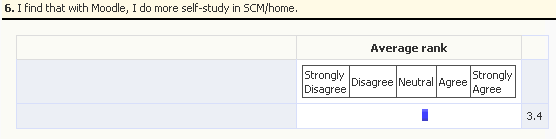 6. I find that with Moodle, I do more self-study in SCM/home.
Average rank
Strongly Disagree Disagree Neutral Agree Strongly Agree
3.4